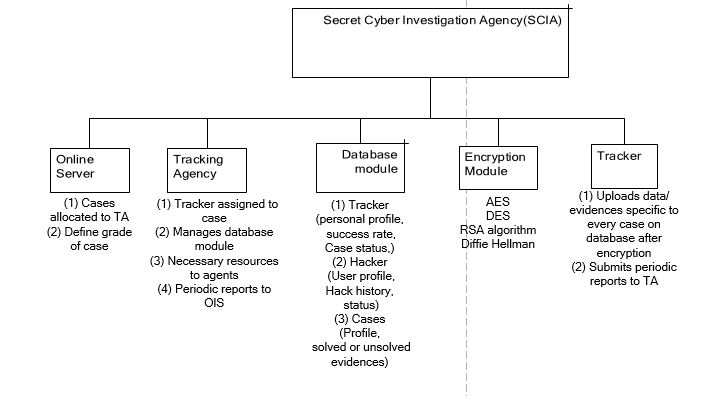 Secret Cyber Investigation Agency(SCIA)
Online
Server
(1) Cases
allocated to TA
(2) Define grade
of case
Tracking
Agency
(1) Tracker assigned to
case
(2) Manages database
module
(3) Necessary resources
to agents
(4) Periodic reports to
OIS
Database
module
(1) Tracker
(personal profile,
success rate,
Case status,)
(2) Hacker
(User profile,
Hack history,
status)
(3) Cases
(Profile,
solved or unsolved
evidences)
Encryption
Module
AES
DES
RSA algorithm
Diffie Hellman
Tracker
(1) Uploads data/
evidences specific to
every case on
database after
encryption
(2) Submits periodic
reports to TA